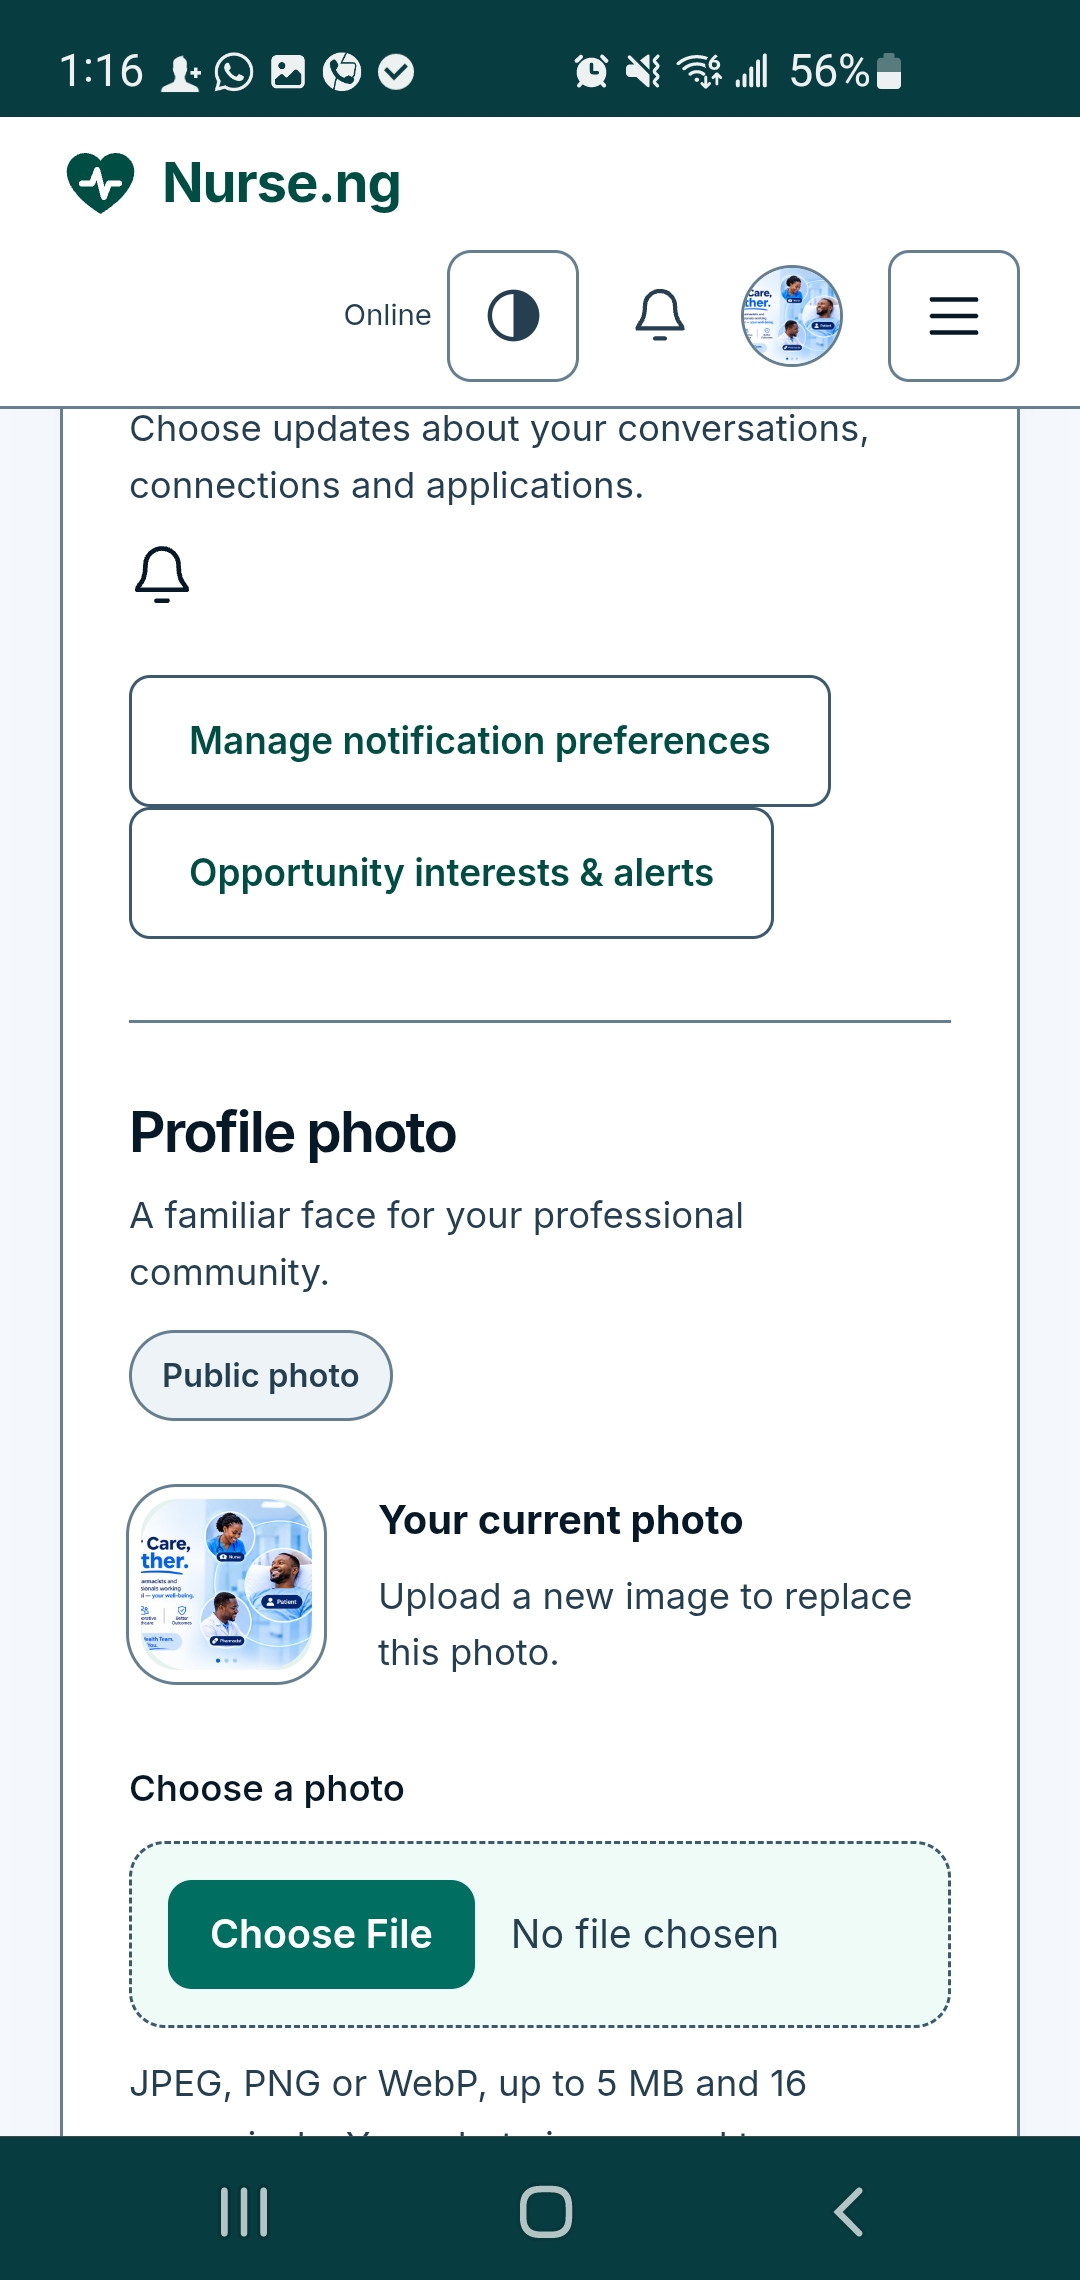 1:16
56%
Nurse.ng
Online
Choose updates about your conversations,
connections and applications.
Manage notification preferences
Opportunity interests & alerts
Profile photo
A familiar face for your professional
community.
Public photo
Care,
ther.
Nurse
Patient
Pharmacist
Your current photo
Upload a new image to replace
this photo.
Choose a photo
Choose File
No file chosen
JPEG, PNG or WebP, up to 5 MB and 16